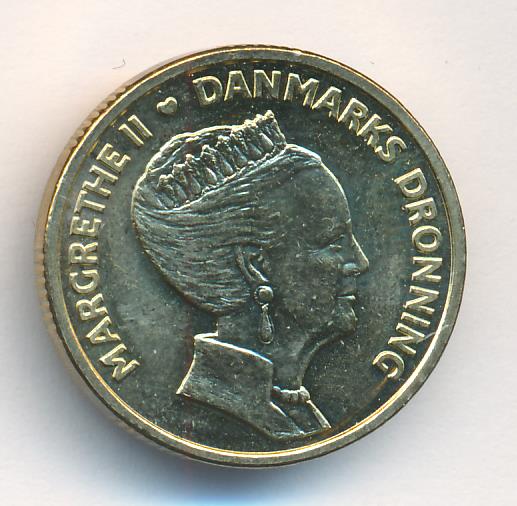 MARGRETHE II ♥ DANMARKS DRONNING